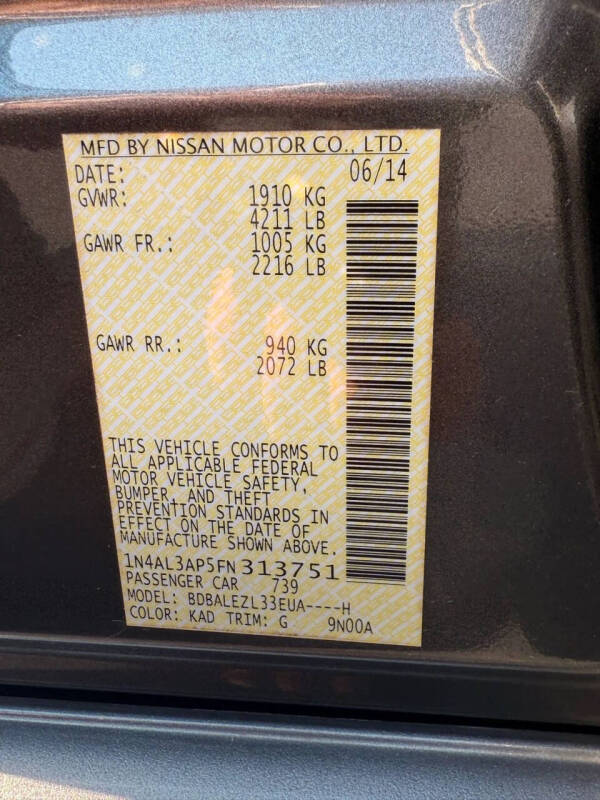 MFD BY NISSAN MOTOR CO., LTD.
DATE: 06/14
GVWR: 1910 KG
4211 LB
GAWR FR.: 1005 KG
2216 LB
GAWR RR.: 940 KG
2072 LB
THIS VEHICLE CONFORMS TO
ALL APPLICABLE FEDERAL
MOTOR VEHICLE SAFETY,
BUMPER, AND THEFT
PREVENTION STANDARDS IN
EFFECT ON THE DATE OF
MANUFACTURE SHOWN ABOVE.
1N4AL3AP5FN313751
PASSENGER CAR 739
MODEL: BDBALEZL33EUA----H
COLOR: KAD TRIM: G 9N00A